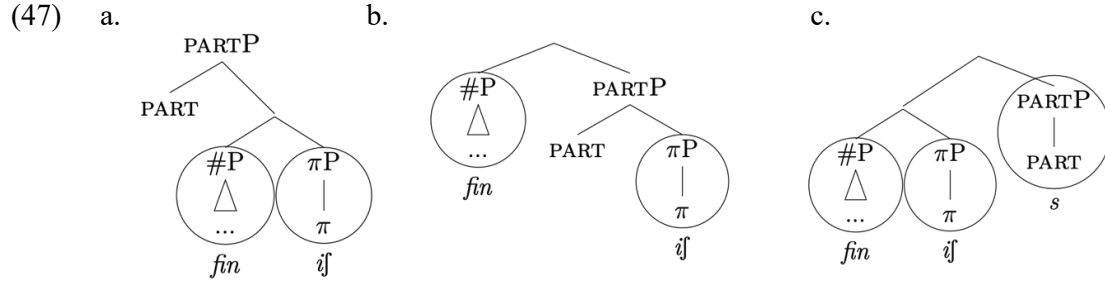 (47) a. b. c.
PARTP
PART
#P πP
... π
fin iʃ
#P PARTP
... PART πP
fin π
iʃ
PARTP
#P πP PART
... π s
fin iʃ